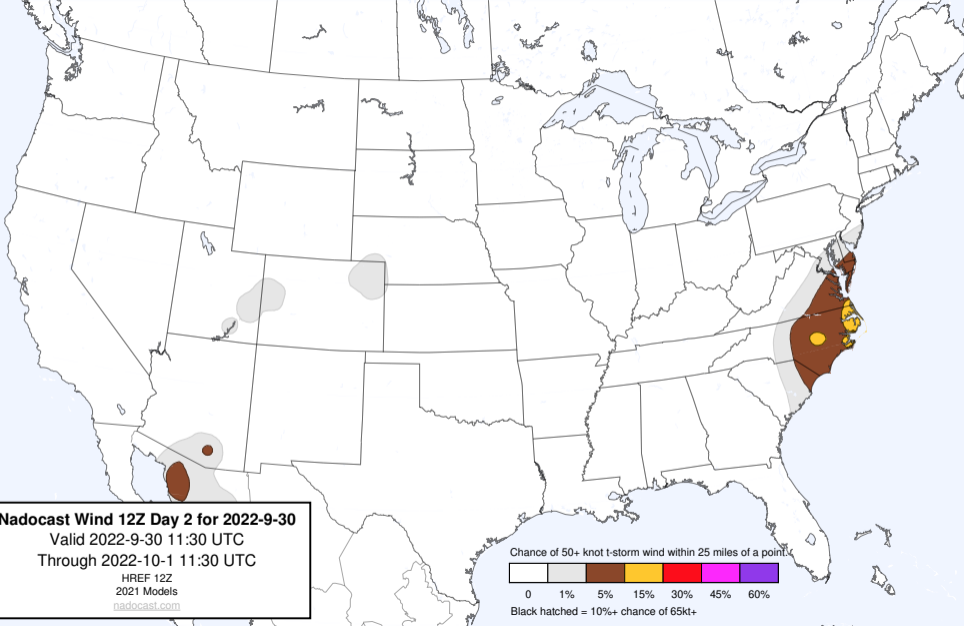 Nadocast Wind 12Z Day 2 for 2022-9-30
Valid 2022-9-30 11:30 UTC
Through 2022-10-1 11:30 UTC
HREF 12Z
2021 Models
nadocast.com
Chance of 50+ knot t-storm wind within 25 miles of a point.
0 1% 5% 15% 30% 45% 60%
Black hatched = 10%+ chance of 65kt+